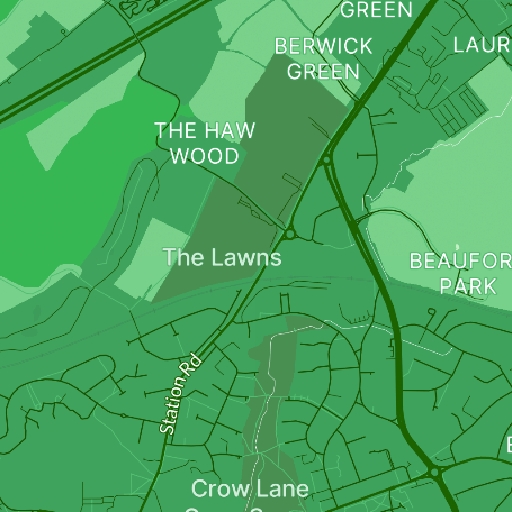 GREEN
BERWICK
GREEN
LAUR
THE HAW
WOOD
The Lawns
BEAUFOR
PARK
Station Rd
Crow Lane